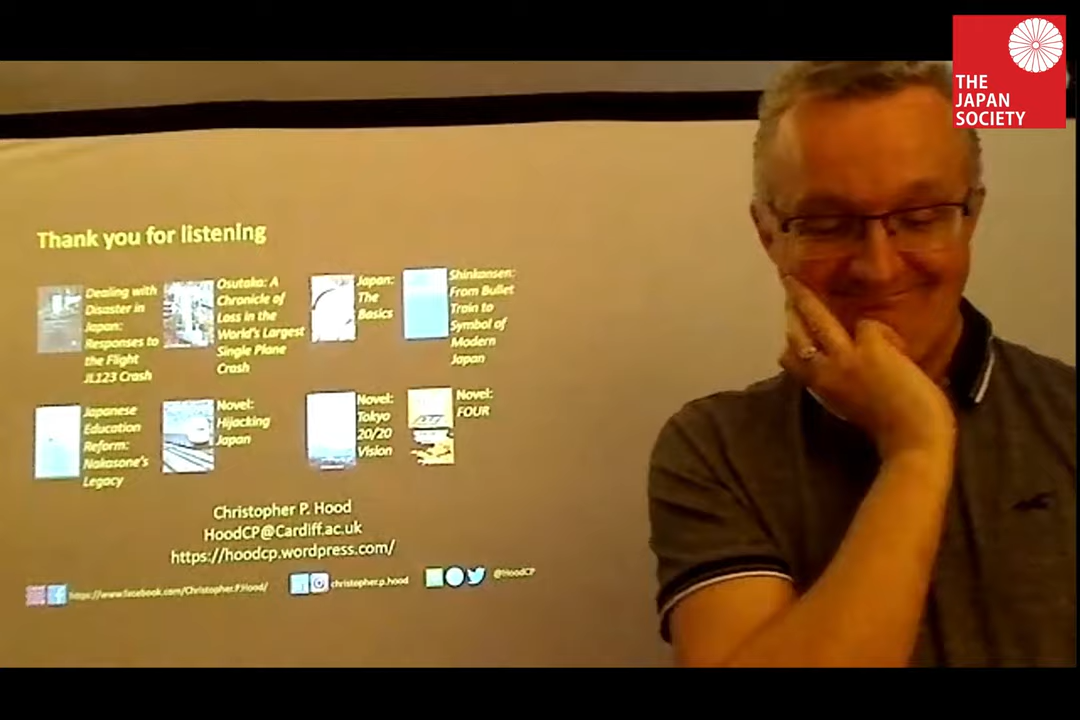 THE
JAPAN
SOCIETY
Thank you for listening
Dealing with
Disaster in
Japan:
Responses to
the Flight
JL123 Crash
Osutaka: A
Chronicle of
Loss in the
World's Largest
Single Plane
Crash
Japan:
The
Basics
Shinkansen:
From Bullet
Train to
Symbol of
Modern
Japan
Japanese
Education
Reform:
Nakasone's
Legacy
Novel:
Hijacking
Japan
Novel:
Tokyo
20/20
Vision
Novel:
FOUR
Christopher P. Hood
HoodCP@Cardiff.ac.uk
https://hoodcp.wordpress.com/
https://www.facebook.com/Christopher.P.Hood/
christopher.p.hood
@HoodCP